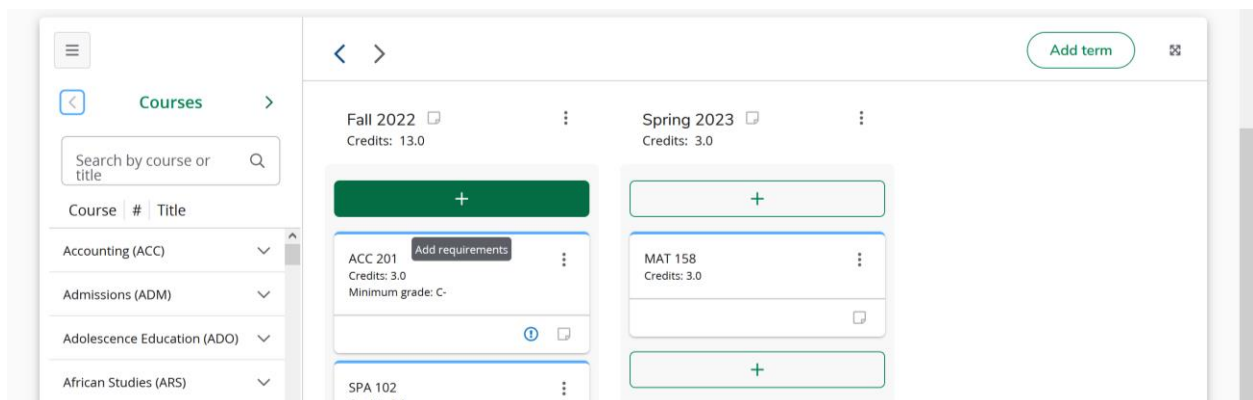 Add term
Courses
Search by course or
title
Course # Title
Accounting (ACC)
Admissions (ADM)
Adolescence Education (ADO)
African Studies (ARS)
Fall 2022
Credits: 13.0
+
Add requirements
ACC 201
Credits: 3.0
Minimum grade: C-
SPA 102
Spring 2023
Credits: 3.0
+
MAT 158
Credits: 3.0
+